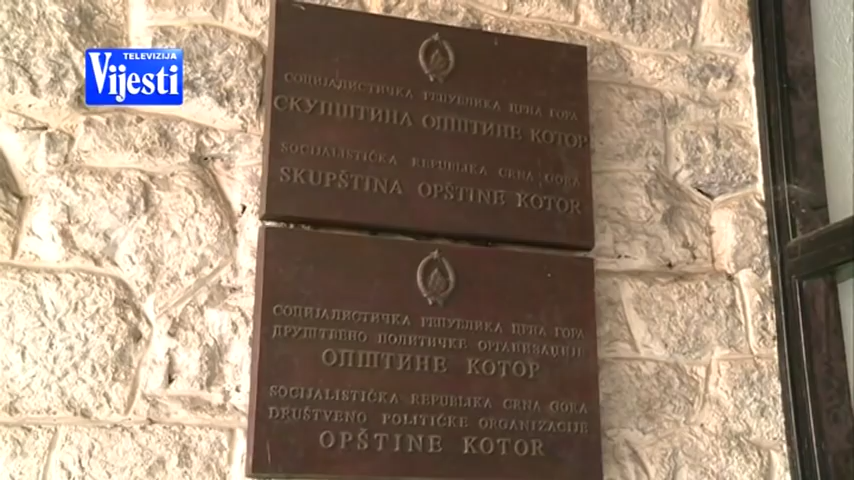 TELEVIZIJA
Vijesti
СОЦИЈАЛИСТИЧКА РЕПУБЛИКА ЦРНА ГОРА
СКУПШТИНА ОПШТИНЕ КОТОР
SOCIJALISTIČKA REPUBLIKA CRNA GORA
SKUPŠTINA OPŠTINE KOTOR
СОЦИЈАЛИСТИЧКА РЕПУБЛИКА ЦРНА ГОРА
ДРУШТВЕНО ПОЛИТИЧКЕ ОРГАНИЗАЦИЈЕ
ОПШТИНЕ КОТОР
SOCIJALISTIČKA REPUBLIKA CRNA GORA
DRUŠTVENO POLITIČKE ORGANIZACIJE
OPŠTINE KOTOR